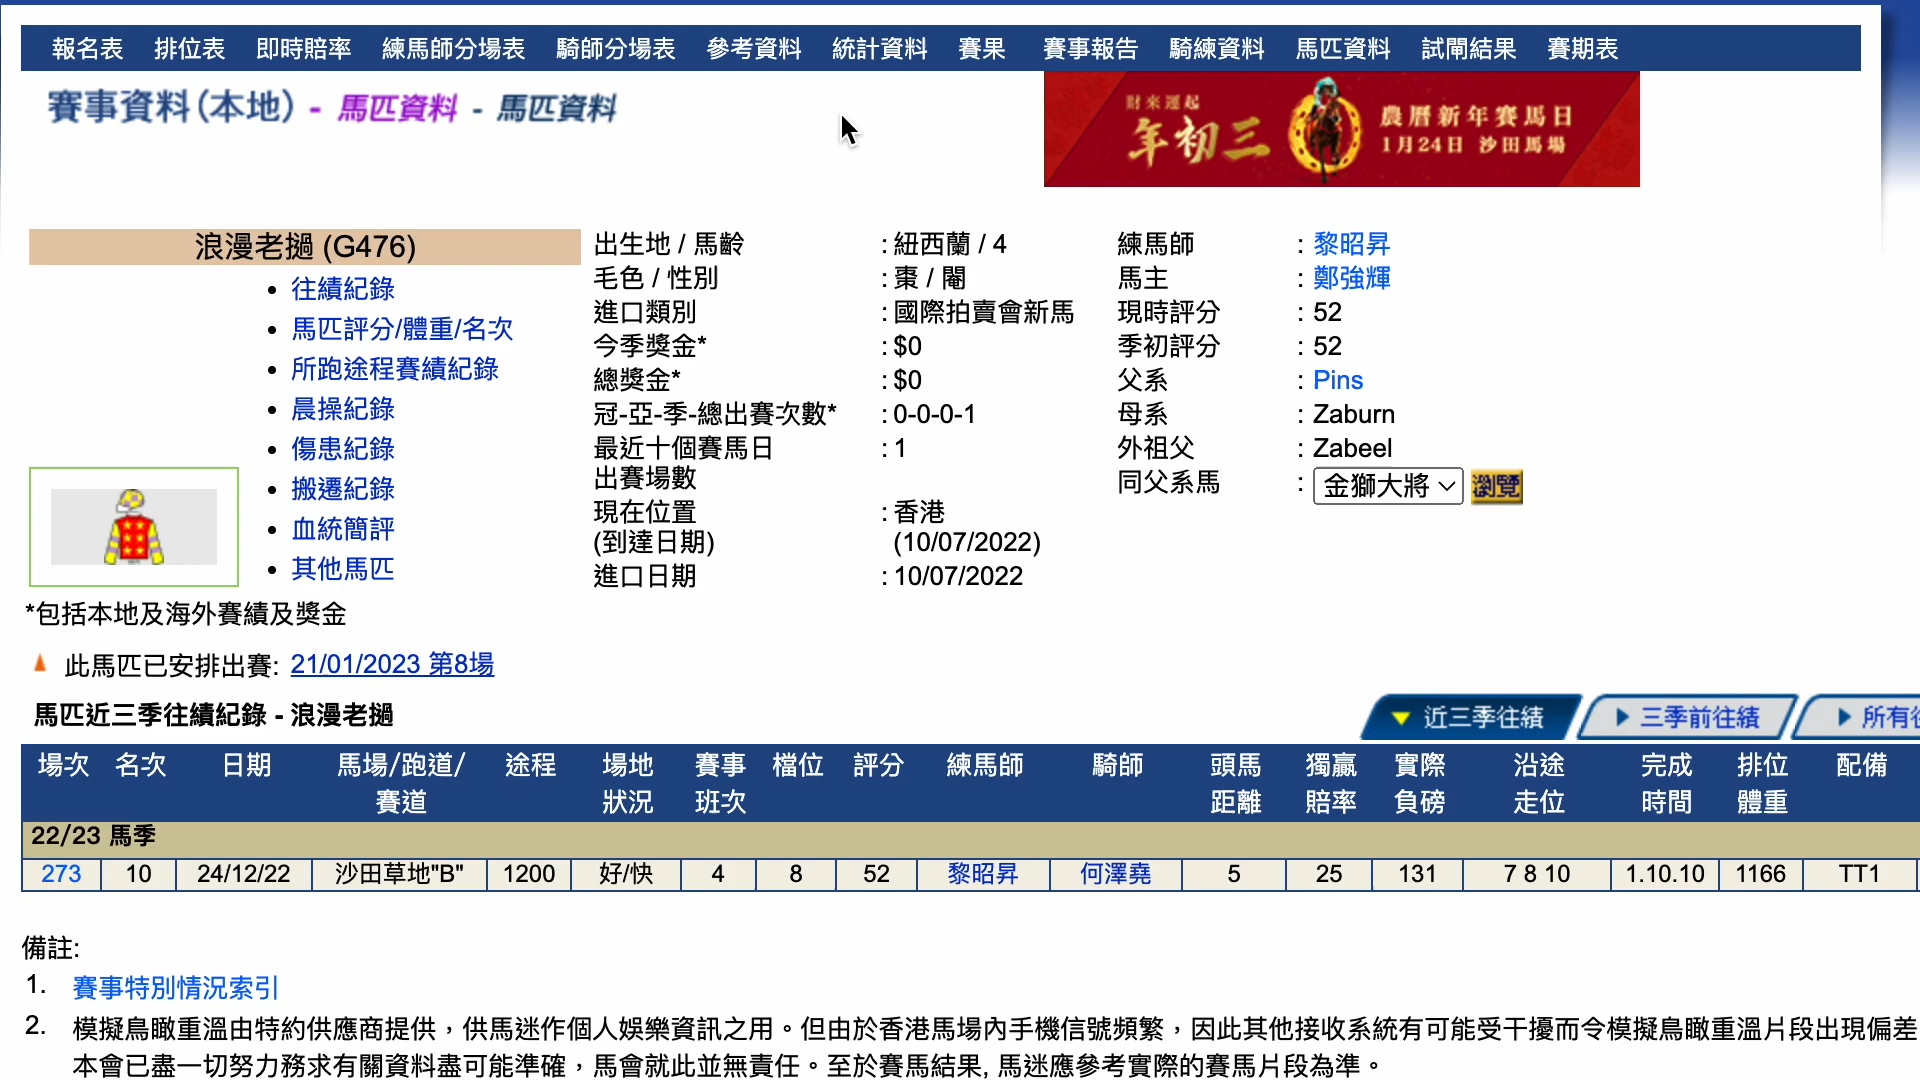 報名表 排位表 即時賠率 練馬師分場表 騎師分場表 參考資料 統計資料 賽果 賽事報告 騎練資料 馬匹資料 試閘結果 賽期表
賽事資料(本地) - 馬匹資料 - 馬匹資料
財來運起
年初三
農曆新年賽馬日
1月24日 沙田馬場
浪漫老撾 (G476)
往績紀錄
馬匹評分/體重/名次
所跑途程賽績紀錄
晨操紀錄
傷患紀錄
搬遷紀錄
血統簡評
其他馬匹
出生地 / 馬齡 : 紐西蘭 / 4
毛色 / 性別 : 棗 / 閹
進口類別 : 國際拍賣會新馬
今季獎金* : $0
總獎金* : $0
冠-亞-季-總出賽次數* : 0-0-0-1
最近十個賽馬日 : 1
出賽場數
現在位置 : 香港
(到達日期) (10/07/2022)
進口日期 : 10/07/2022
練馬師 : 黎昭昇
馬主 : 鄭強輝
現時評分 : 52
季初評分 : 52
父系 : Pins
母系 : Zaburn
外祖父 : Zabeel
同父系馬 : 金獅大將 瀏覽
*包括本地及海外賽績及獎金
此馬匹已安排出賽: 21/01/2023 第8場
馬匹近三季往績紀錄 - 浪漫老撾
近三季往績 三季前往績 所有
場次 名次 日期 馬場/跑道/ 途程 場地 賽事 檔位 評分 練馬師 騎師 頭馬 獨贏 實際 沿途 完成 排位 配備
賽道 狀況 班次 距離 賠率 負磅 走位 時間 體重
22/23 馬季
273 10 24/12/22 沙田草地"B" 1200 好/快 4 8 52 黎昭昇 何澤堯 5 25 131 7 8 10 1.10.10 1166 TT1
備註:
1. 賽事特別情況索引
2. 模擬鳥瞰重溫由特約供應商提供，供馬迷作個人娛樂資訊之用。但由於香港馬場內手機信號頻繁，因此其他接收系統有可能受干擾而令模擬鳥瞰重溫片段出現偏差
本會已盡一切努力務求有關資料盡可能準確，馬會就此並無責任。至於賽馬結果, 馬迷應參考實際的賽馬片段為準。